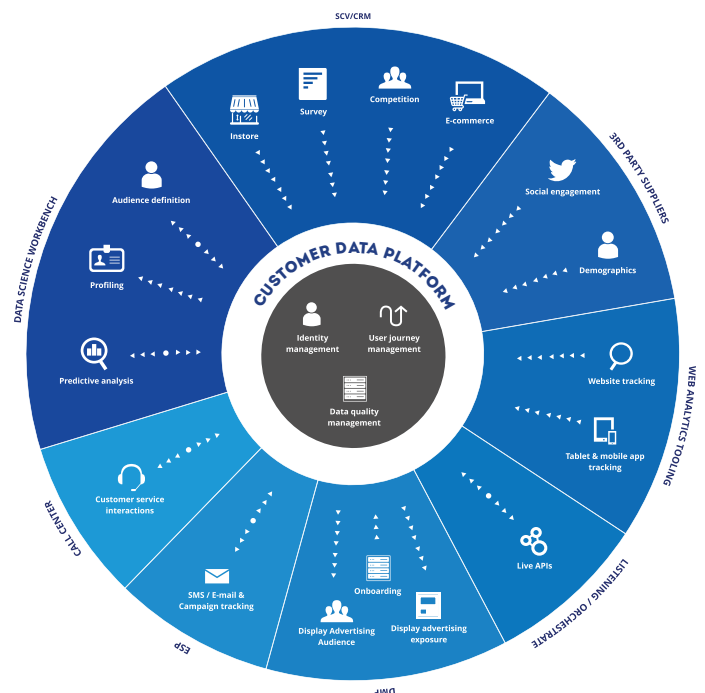 SCV/CRM
Instore
Survey
Competition
E-commerce
3RD PARTY SUPPLIERS
Social engagement
Demographics
WEB ANALYTICS TOOLING
Website tracking
Tablet & mobile app
tracking
LISTENING / ORCHESTRATE
Live APIs
Onboarding
Display Advertising
Audience
Display advertising
exposure
ESP
SMS / E-mail &
Campaign tracking
CALL CENTER
Customer service
interactions
DATA SCIENCE WORKBENCH
Audience definition
Profiling
Predictive analysis
CUSTOMER DATA PLATFORM
Identity
management
User journey
management
Data quality
management